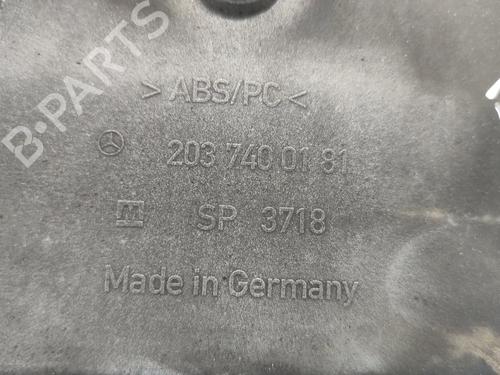 B-PARTS
> ABS/PC <
203 740 01 81
SP 3718
Made in Germany